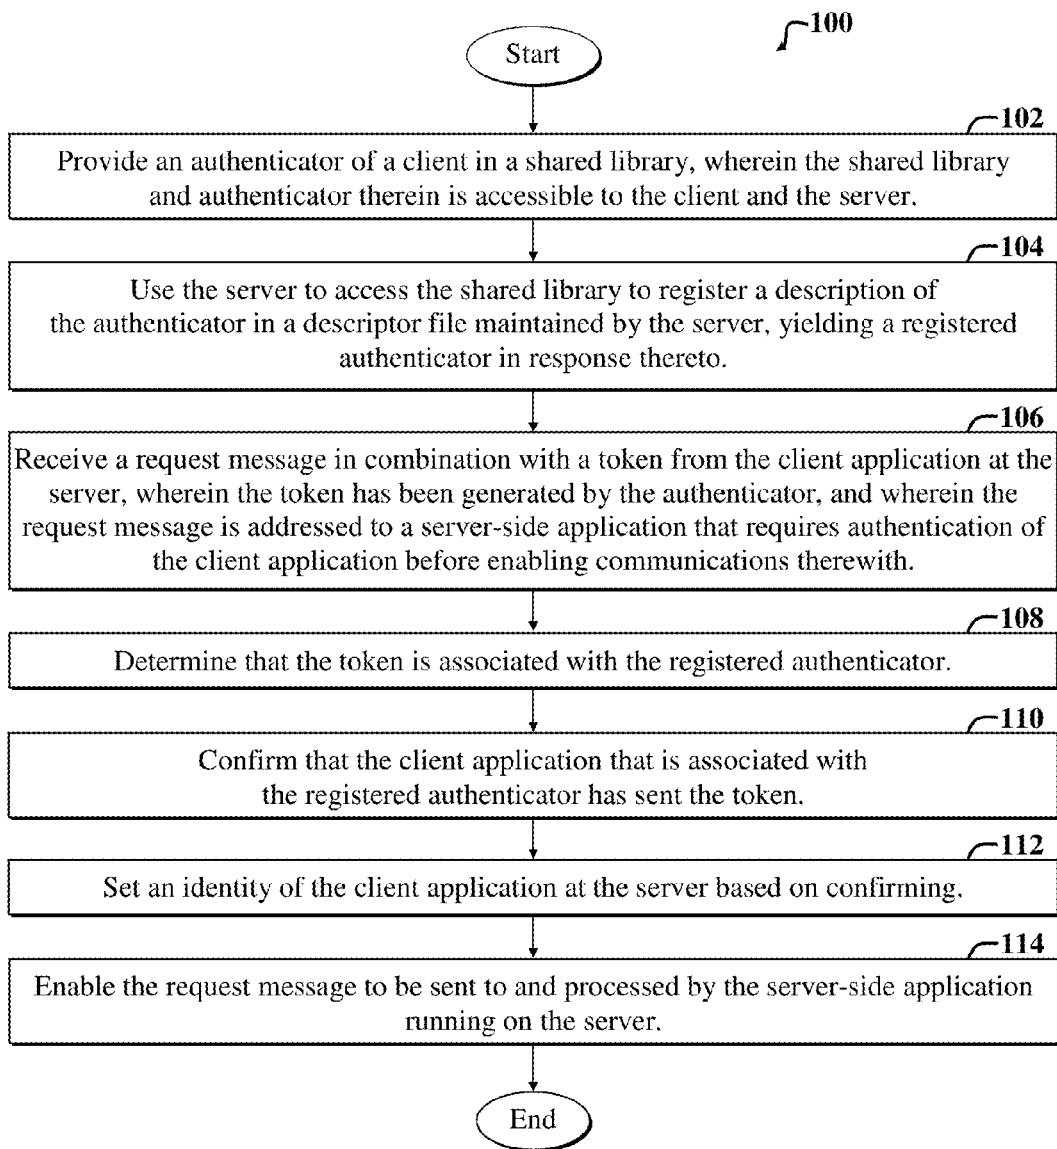 100
Start
102
Provide an authenticator of a client in a shared library, wherein the shared library
and authenticator therein is accessible to the client and the server.
104
Use the server to access the shared library to register a description of
the authenticator in a descriptor file maintained by the server, yielding a registered
authenticator in response thereto.
106
Receive a request message in combination with a token from the client application at the
server, wherein the token has been generated by the authenticator, and wherein the
request message is addressed to a server-side application that requires authentication of
the client application before enabling communications therewith.
108
Determine that the token is associated with the registered authenticator.
110
Confirm that the client application that is associated with
the registered authenticator has sent the token.
112
Set an identity of the client application at the server based on confirming.
114
Enable the request message to be sent to and processed by the server-side application
running on the server.
End